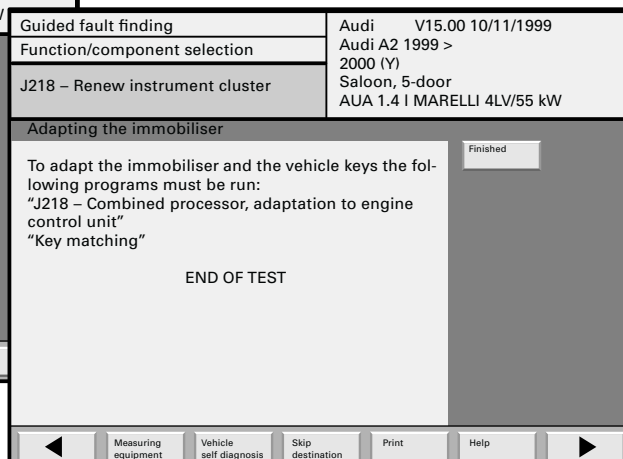 Guided fault finding
Function/component selection
J218 – Renew instrument cluster
Audi V15.00 10/11/1999
Audi A2 1999 >
2000 (Y)
Saloon, 5-door
AUA 1.4 l MARELLI 4LV/55 kW
Adapting the immobiliser
To adapt the immobiliser and the vehicle keys the fol-
lowing programs must be run:
“J218 – Combined processor, adaptation to engine
control unit”
“Key matching”
END OF TEST
Finished
Measuring
equipment
Vehicle
self diagnosis
Skip
destination
Print
Help